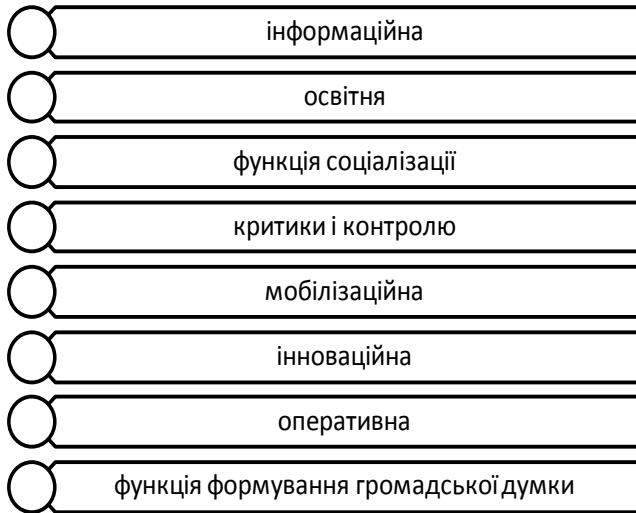 інформаційна
освітня
функція соціалізації
критики і контролю
мобілізаційна
інноваційна
оперативна
функція формування громадської думки